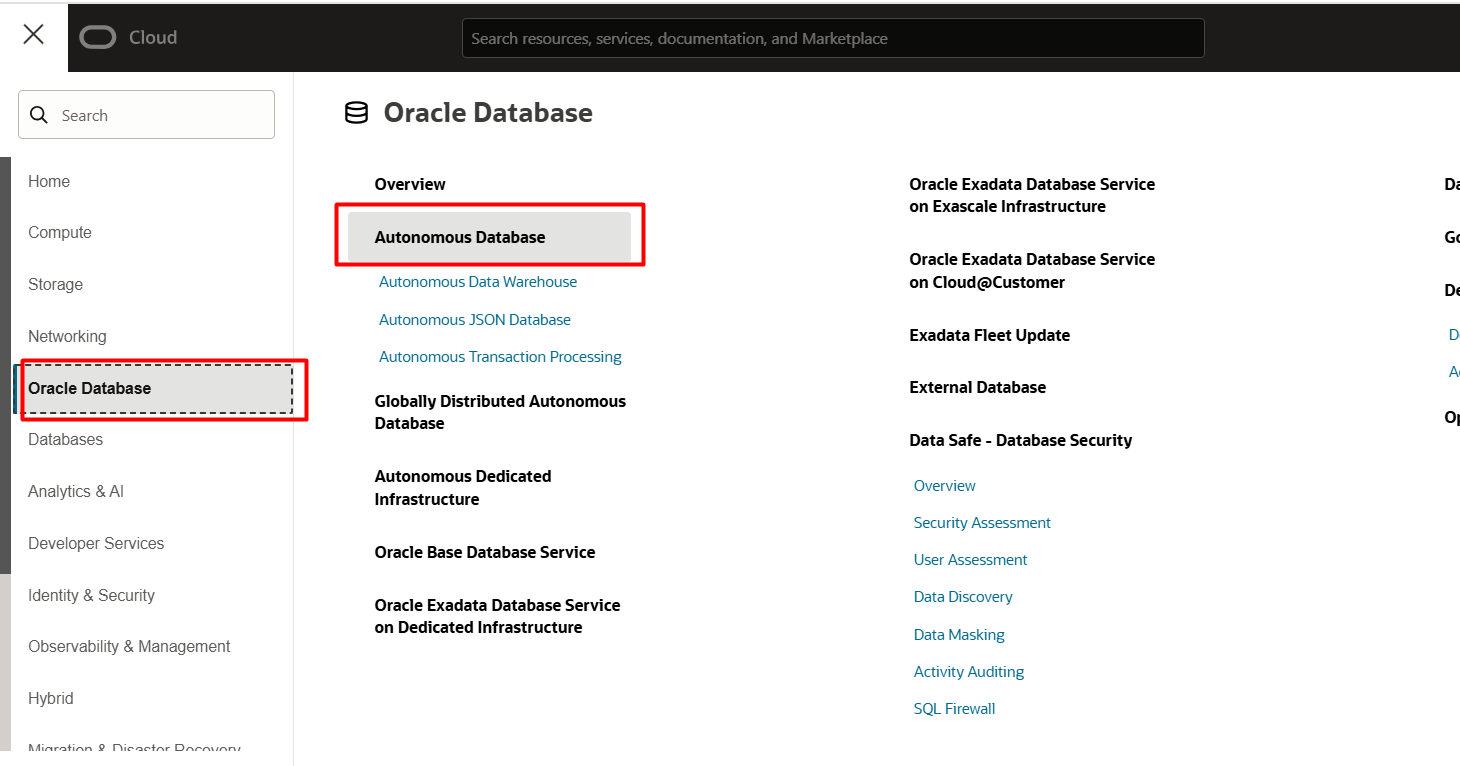 Cloud
Search resources, services, documentation, and Marketplace
Search
Home
Compute
Storage
Networking
Oracle Database
Databases
Analytics & AI
Developer Services
Identity & Security
Observability & Management
Hybrid
Migration & Disaster Recovery
Oracle Database
Overview
Autonomous Database
Autonomous Data Warehouse
Autonomous JSON Database
Autonomous Transaction Processing
Globally Distributed Autonomous
Database
Autonomous Dedicated
Infrastructure
Oracle Base Database Service
Oracle Exadata Database Service
on Dedicated Infrastructure
Oracle Exadata Database Service
on Exascale Infrastructure
Oracle Exadata Database Service
on Cloud@Customer
Exadata Fleet Update
External Database
Data Safe - Database Security
Overview
Security Assessment
User Assessment
Data Discovery
Data Masking
Activity Auditing
SQL Firewall